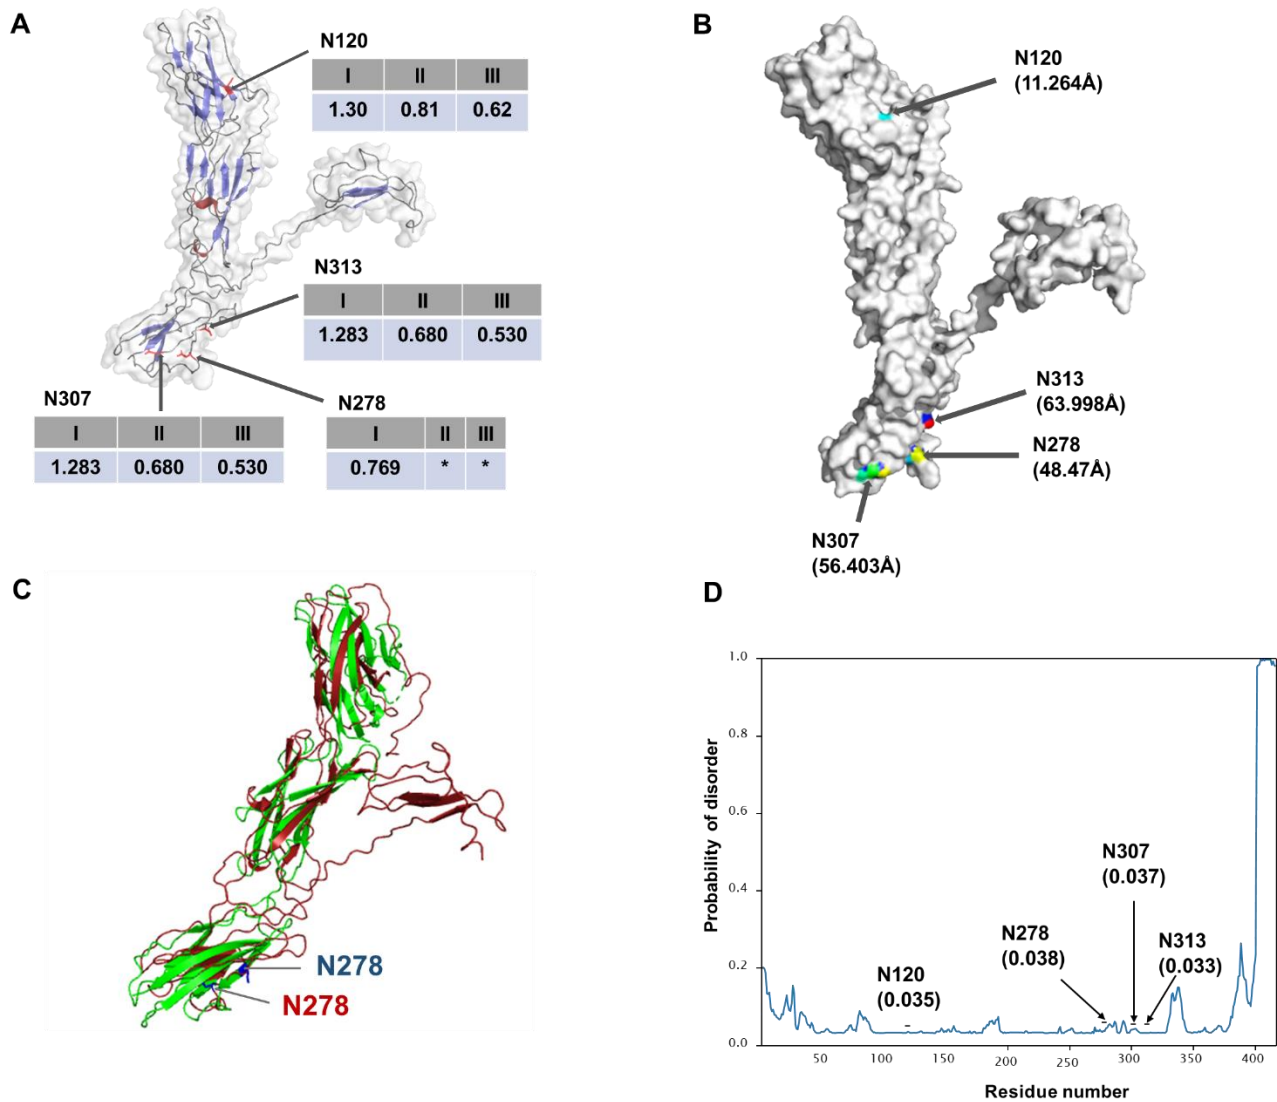 A
N120
I II III
1.30 0.81 0.62
N313
I II III
1.283 0.680 0.530
N307
I II III
1.283 0.680 0.530
N278
I II III
0.769 * *
B
N120
(11.264Å)
N313
(63.998Å)
N278
(48.47Å)
N307
(56.403Å)
C
N278
N278
D
Probability of disorder
1.0
0.8
0.6
0.4
0.2
0.0
N120
(0.035)
N278
(0.038)
N307
(0.037)
N313
(0.033)
50 100 150 200 250 300 350 400
Residue number